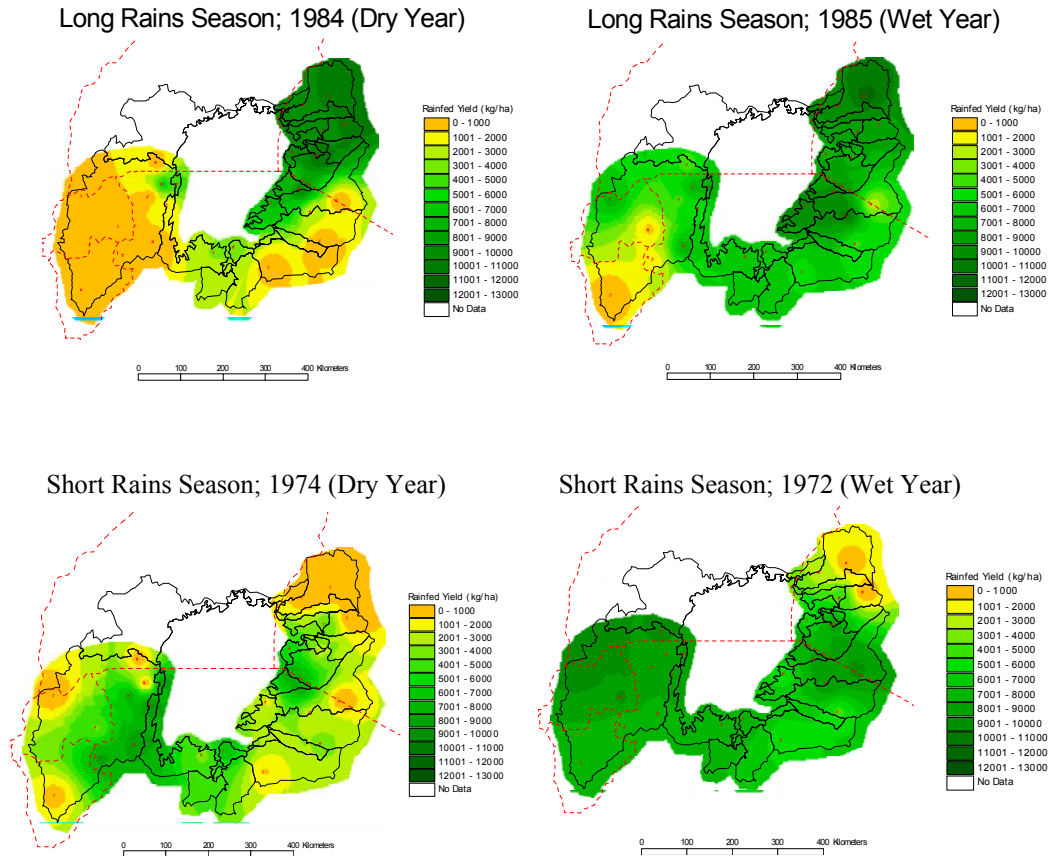 Long Rains Season; 1984 (Dry Year)
Rainfed Yield (kg/ha)
0 - 1000
1001 - 2000
2001 - 3000
3001 - 4000
4001 - 5000
5001 - 6000
6001 - 7000
7001 - 8000
8001 - 9000
9001 - 10000
10001 - 11000
11001 - 12000
12001 - 13000
No Data
0 100 200 300 400 Kilometers
Long Rains Season; 1985 (Wet Year)
Rainfed Yield (kg/ha)
0 - 1000
1001 - 2000
2001 - 3000
3001 - 4000
4001 - 5000
5001 - 6000
6001 - 7000
7001 - 8000
8001 - 9000
9001 - 10000
10001 - 11000
11001 - 12000
12001 - 13000
No Data
0 100 200 300 400 Kilometers
Short Rains Season; 1974 (Dry Year)
Rainfed Yield (kg/ha)
0 - 1000
1001 - 2000
2001 - 3000
3001 - 4000
4001 - 5000
5001 - 6000
6001 - 7000
7001 - 8000
8001 - 9000
9001 - 10000
10001 - 11000
11001 - 12000
12001 - 13000
No Data
0 100 200 300 400 Kilometers
Short Rains Season; 1972 (Wet Year)
Rainfed Yield (kg/ha)
0 - 1000
1001 - 2000
2001 - 3000
3001 - 4000
4001 - 5000
5001 - 6000
6001 - 7000
7001 - 8000
8001 - 9000
9001 - 10000
10001 - 11000
11001 - 12000
12001 - 13000
No Data
0 100 200 300 400 Kilometers